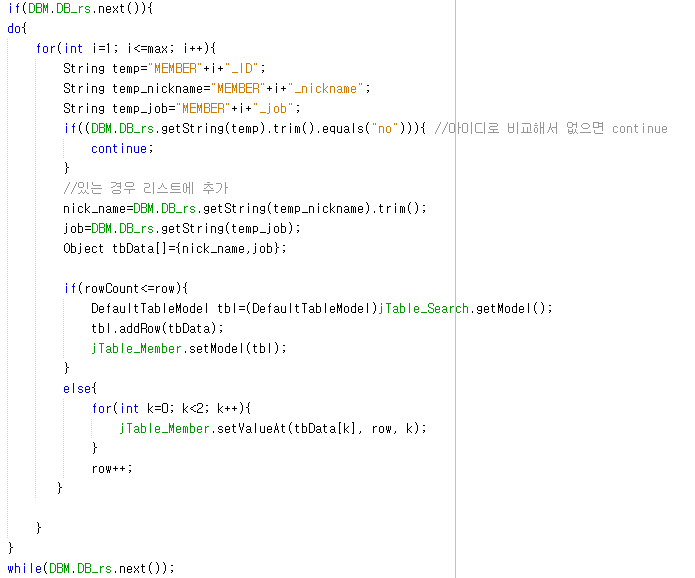 if(DBM.DB_rs.next()){
do{
for(int i=1; i<=max; i++){
String temp="MEMBER"+i+"_ID";
String temp_nickname="MEMBER"+i+"_nickname";
String temp_job="MEMBER"+i+"_job";
if((DBM.DB_rs.getString(temp).trim().equals("no"))){ //아이디로 비교해서 없으면 continue
continue;
}
//있는 경우 리스트에 추가
nick_name=DBM.DB_rs.getString(temp_nickname).trim();
job=DBM.DB_rs.getString(temp_job);
Object tbData[]={nick_name,job};
if(rowCount<=row){
DefaultTableModel tbl=(DefaultTableModel)jTable_Search.getModel();
tbl.addRow(tbData);
jTable_Member.setModel(tbl);
}
else{
for(int k=0; k<2; k++){
jTable_Member.setValueAt(tbData[k], row, k);
}
row++;
}
}
}
while(DBM.DB_rs.next());